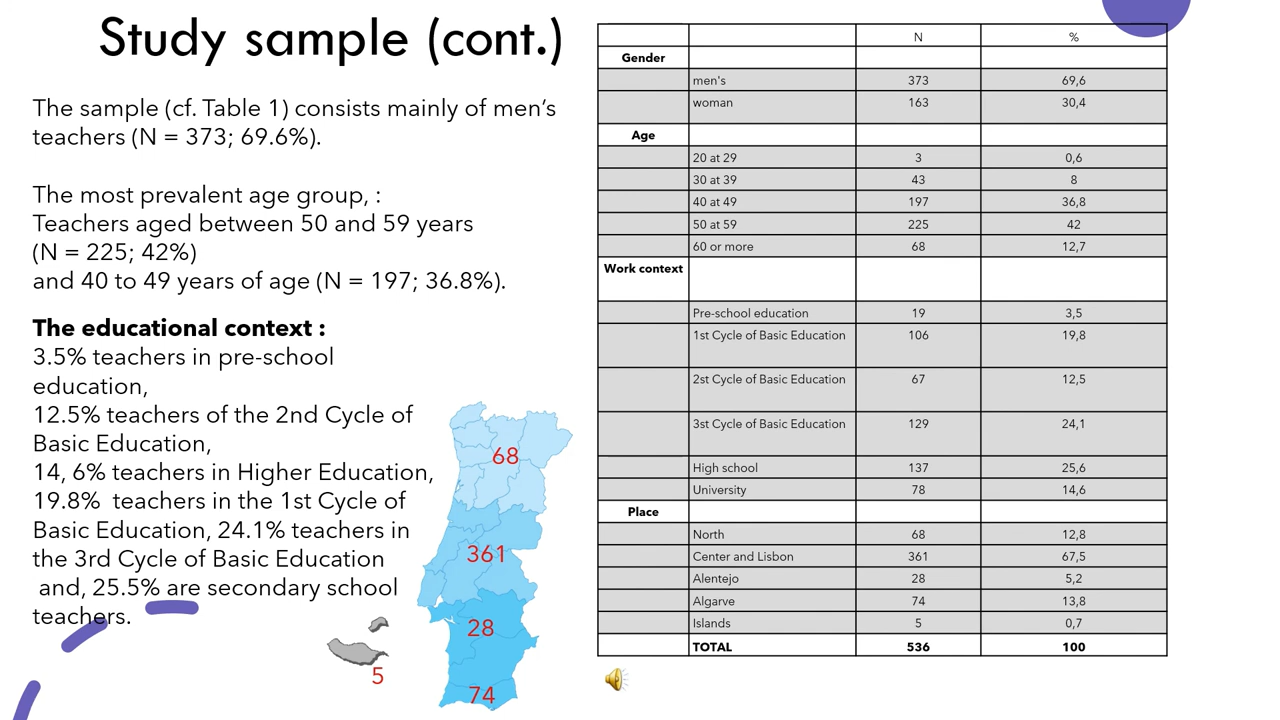 Study sample (cont.)
The sample (cf. Table 1) consists mainly of men's
teachers (N = 373; 69.6%).
The most prevalent age group, :
Teachers aged between 50 and 59 years
(N = 225; 42%)
and 40 to 49 years of age (N = 197; 36.8%).
The educational context :
3.5% teachers in pre-school
education,
12.5% teachers of the 2nd Cycle of
Basic Education,
14, 6% teachers in Higher Education,
19.8% teachers in the 1st Cycle of
Basic Education, 24.1% teachers in
the 3rd Cycle of Basic Education
and, 25.5% are secondary school
teachers.
68
361
28
5
74
N %
Gender
men's 373 69,6
woman 163 30,4
Age
20 at 29 3 0,6
30 at 39 43 8
40 at 49 197 36,8
50 at 59 225 42
60 or more 68 12,7
Work context
Pre-school education 19 3,5
1st Cycle of Basic Education 106 19,8
2st Cycle of Basic Education 67 12,5
3st Cycle of Basic Education 129 24,1
High school 137 25,6
University 78 14,6
Place
North 68 12,8
Center and Lisbon 361 67,5
Alentejo 28 5,2
Algarve 74 13,8
Islands 5 0,7
TOTAL 536 100